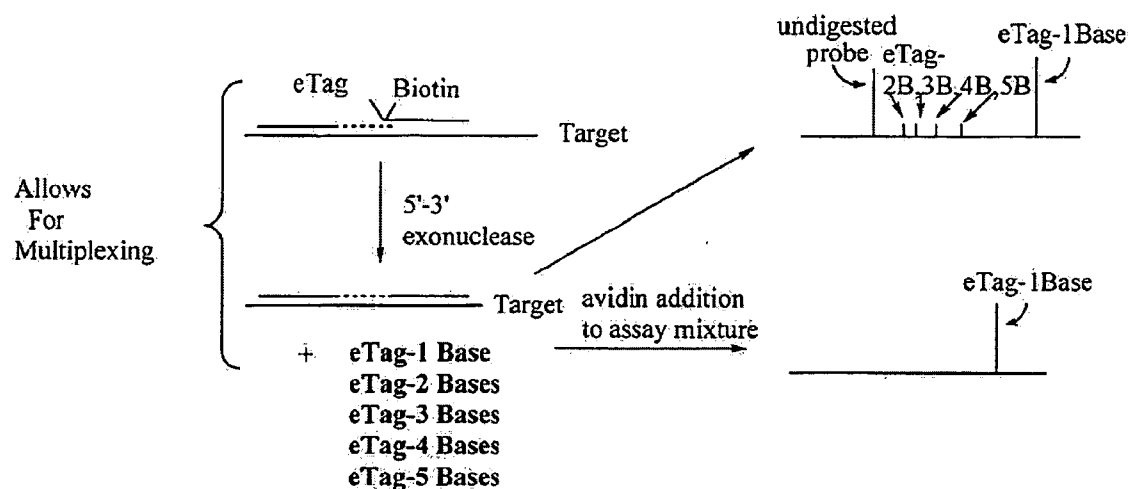 Allows
For
Multiplexing
eTag
Biotin
Target
5'-3'
exonuclease
Target
+ eTag-1 Base
eTag-2 Bases
eTag-3 Bases
eTag-4 Bases
eTag-5 Bases
avidin addition
to assay mixture
undigested
probe
eTag-
2B,3B,4B,5B
eTag-1Base
eTag-1Base